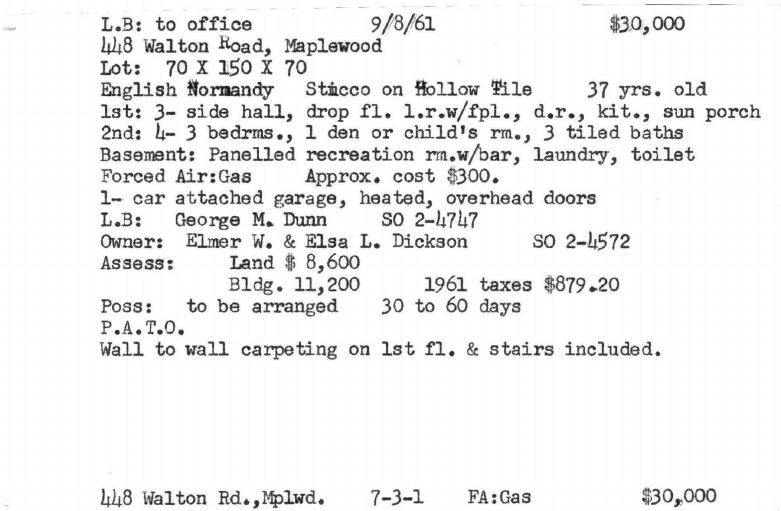 L.B: to office 9/8/61 $30,000
448 Walton Road, Maplewood
Lot: 70 X 150 X 70
English Normandy Stucco on Hollow Tile 37 yrs. old
1st: 3- side hall, drop fl. l.r.w/fpl., d.r., kit., sun porch
2nd: 4- 3 bedrms., 1 den or child's rm., 3 tiled baths
Basement: Panelled recreation rm.w/bar, laundry, toilet
Forced Air:Gas Approx. cost $300.
1- car attached garage, heated, overhead doors
L.B: George M. Dunn SO 2-4747
Owner: Elmer W. & Elsa L. Dickson SO 2-4572
Assess: Land $ 8,600
Bldg. 11,200 1961 taxes $879.20
Poss: to be arranged 30 to 60 days
P.A.T.O.
Wall to wall carpeting on 1st fl. & stairs included.
448 Walton Rd.,Mplwd. 7-3-1 FA:Gas $30,000